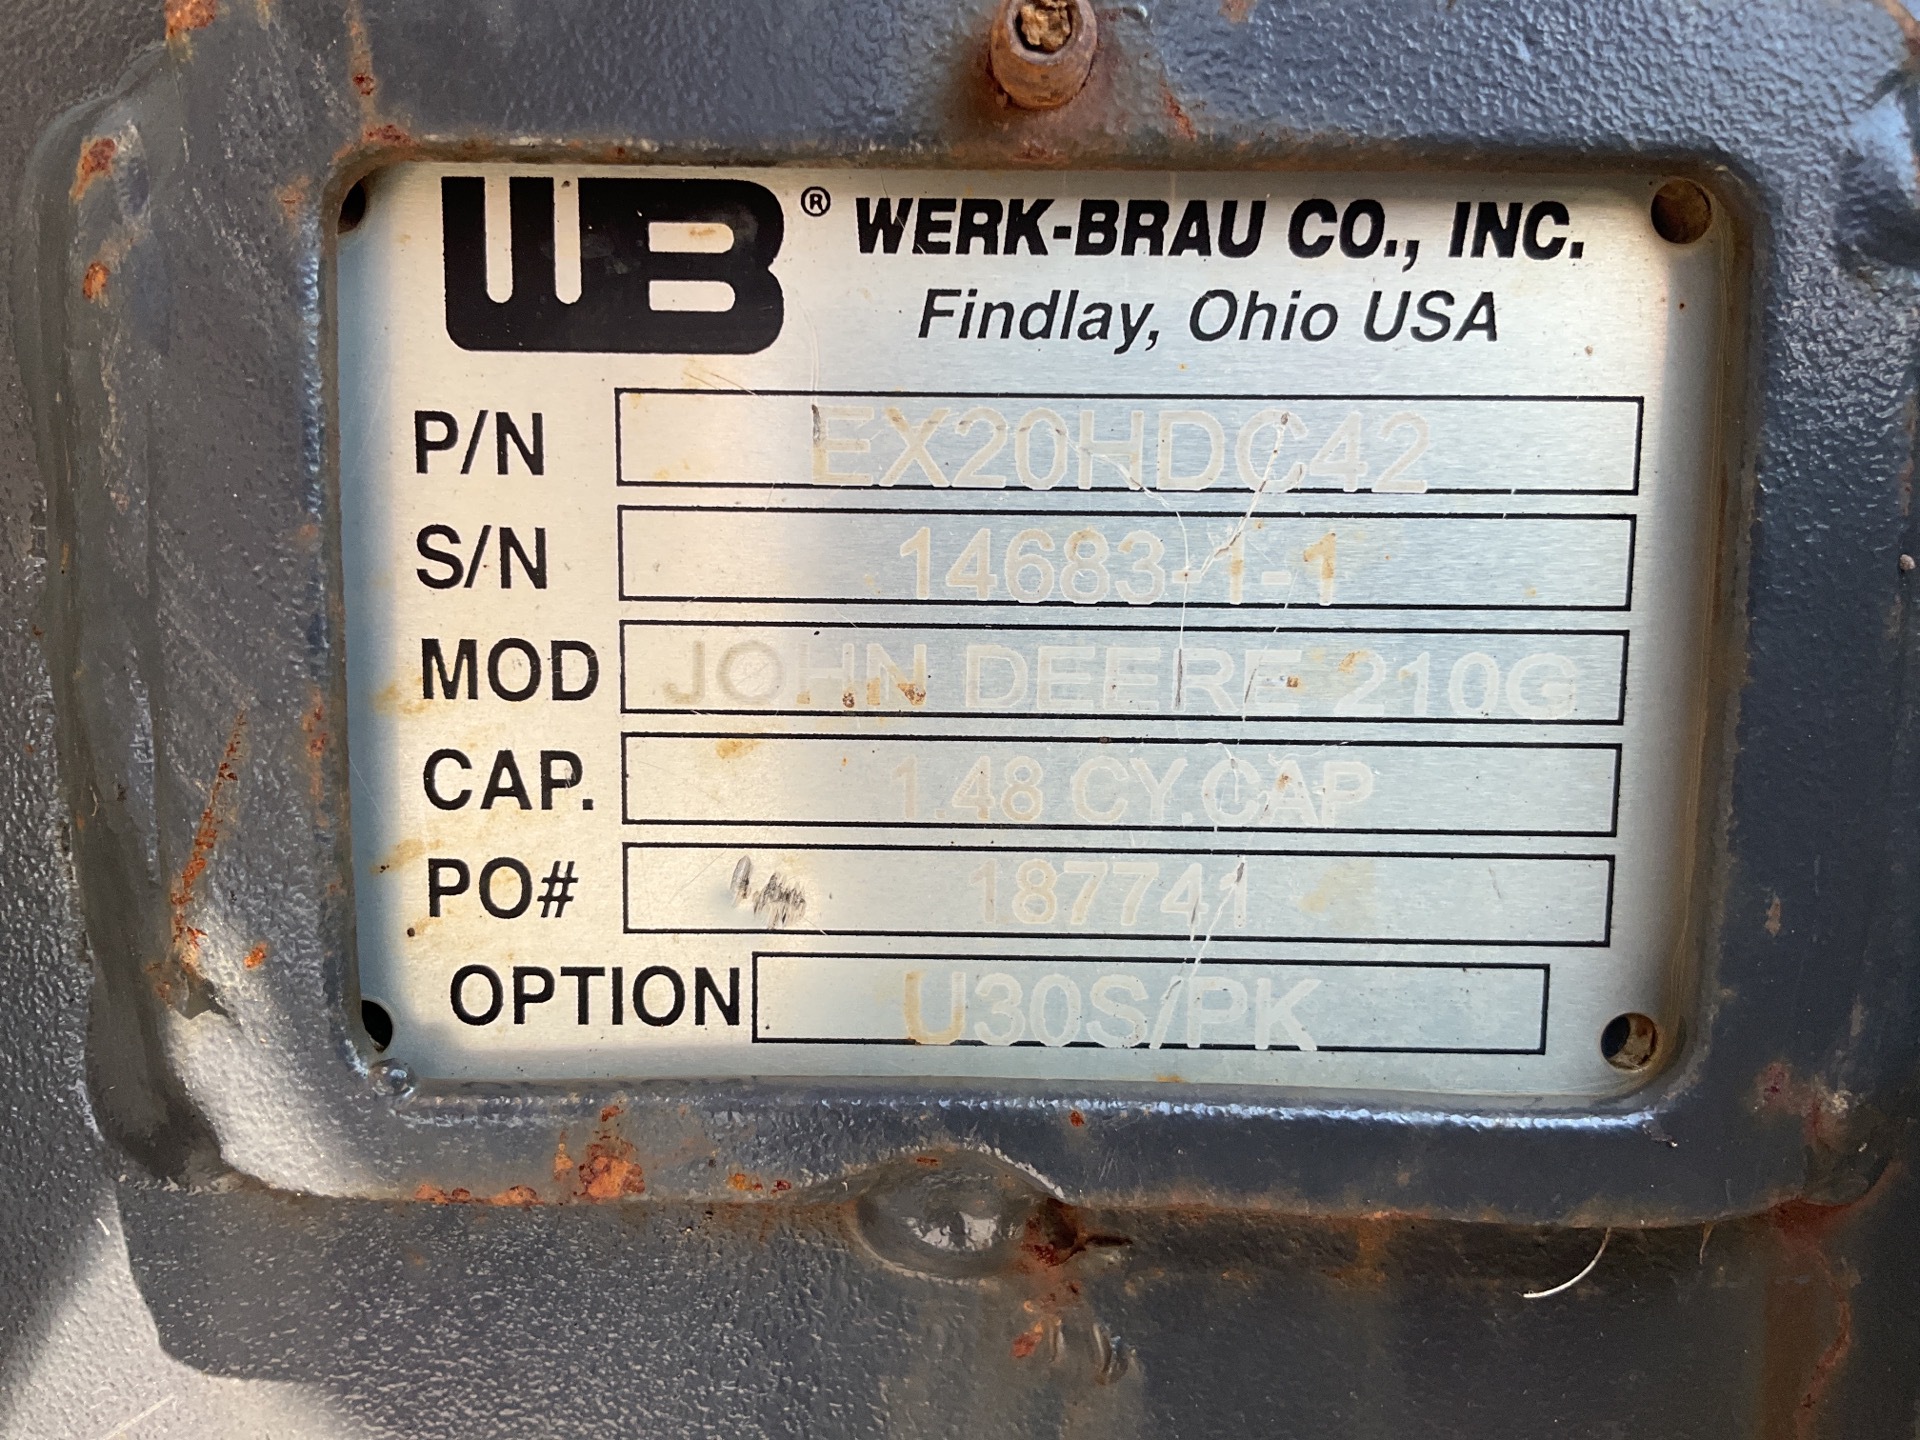 WB® WERK-BRAU CO., INC.
Findlay, Ohio USA
P/N EX20HDC42
S/N 14683-1-1
MOD JOHN DEERE 210G
CAP. 1.48 CY.CAP
PO# 187741
OPTION U30S/PK